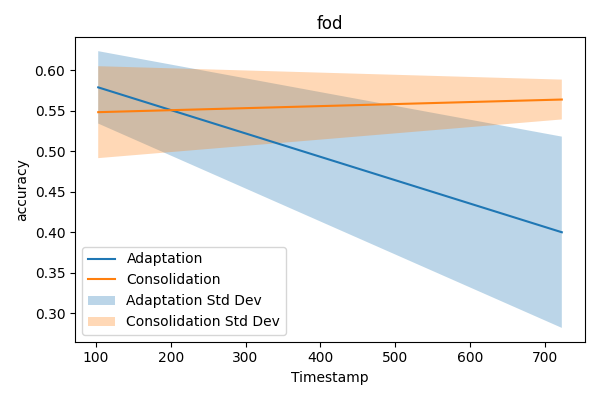 fod
0.60
0.55
0.50
0.45
0.40
0.35
0.30
accuracy
Adaptation
Consolidation
Adaptation Std Dev
Consolidation Std Dev
100 200 300 400 500 600 700
Timestamp